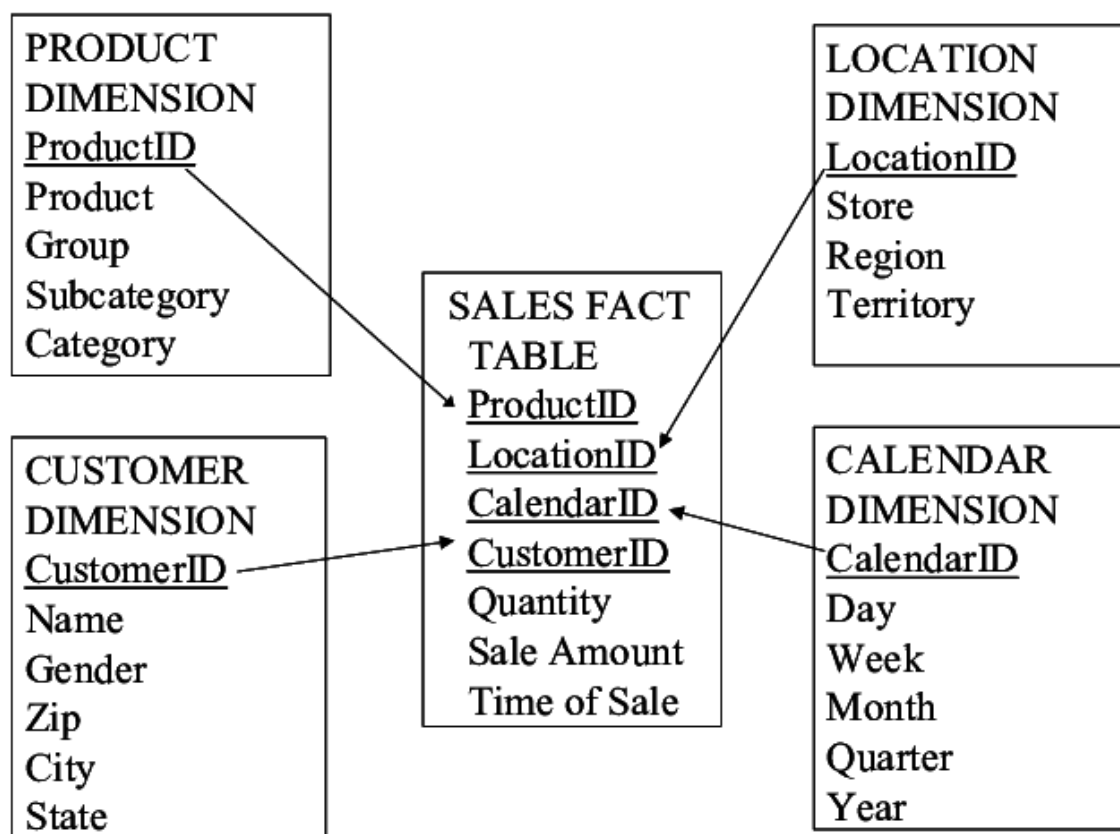 PRODUCT
DIMENSION
ProductID
Product
Group
Subcategory
Category
LOCATION
DIMENSION
LocationID
Store
Region
Territory
SALES FACT
TABLE
ProductID
LocationID
CalendarID
CustomerID
Quantity
Sale Amount
Time of Sale
CUSTOMER
DIMENSION
CustomerID
Name
Gender
Zip
City
State
CALENDAR
DIMENSION
CalendarID
Day
Week
Month
Quarter
Year